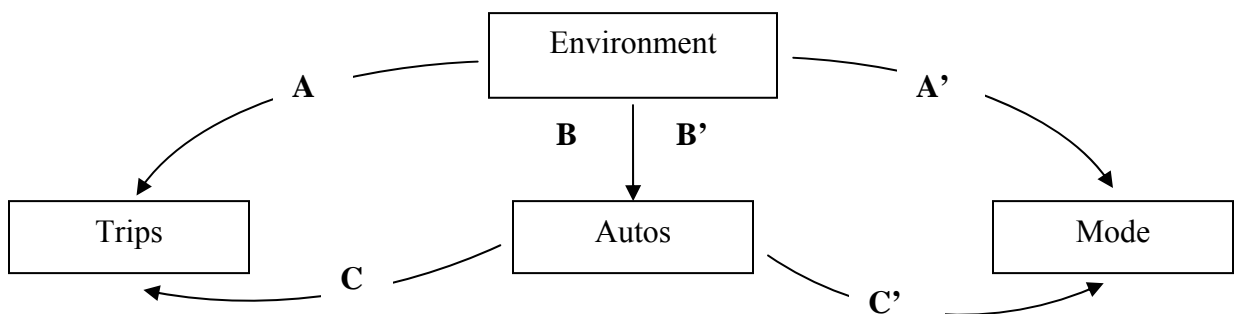 Environment
A
A’
B
B’
Trips
Autos
Mode
C
C’